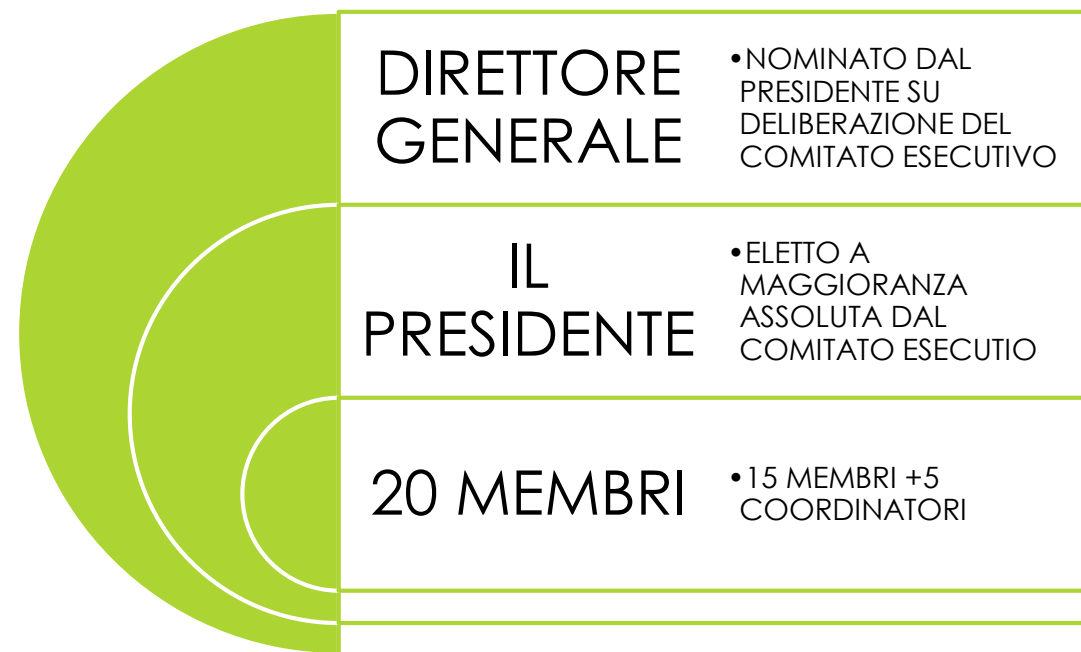 DIRETTORE
GENERALE
•NOMINATO DAL
PRESIDENTE SU
DELIBERAZIONE DEL
COMITATO ESECUTIVO
IL
PRESIDENTE
•ELETTO A
MAGGIORANZA
ASSOLUTA DAL
COMITATO ESECUTIO
20 MEMBRI
•15 MEMBRI +5
COORDINATORI